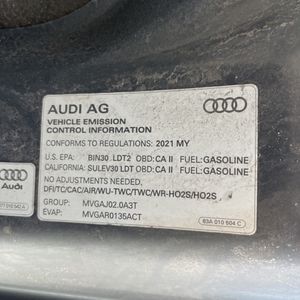 AUDI AG
VEHICLE EMISSION
CONTROL INFORMATION
CONFORMS TO REGULATIONS: 2021 MY
U.S. EPA: BIN30 LDT2 OBD: CA II FUEL: GASOLINE
CALIFORNIA: SULEV30 LDT OBD: CA II FUEL: GASOLINE
NO ADJUSTMENTS NEEDED.
DFI/TC/CAC/AIR/WU-TWC/TWC/WR-HO2S/HO2S
GROUP: MVGAJ02.0A3T
EVAP: MVGAR0135ACT
83A 010 504 C
Audi